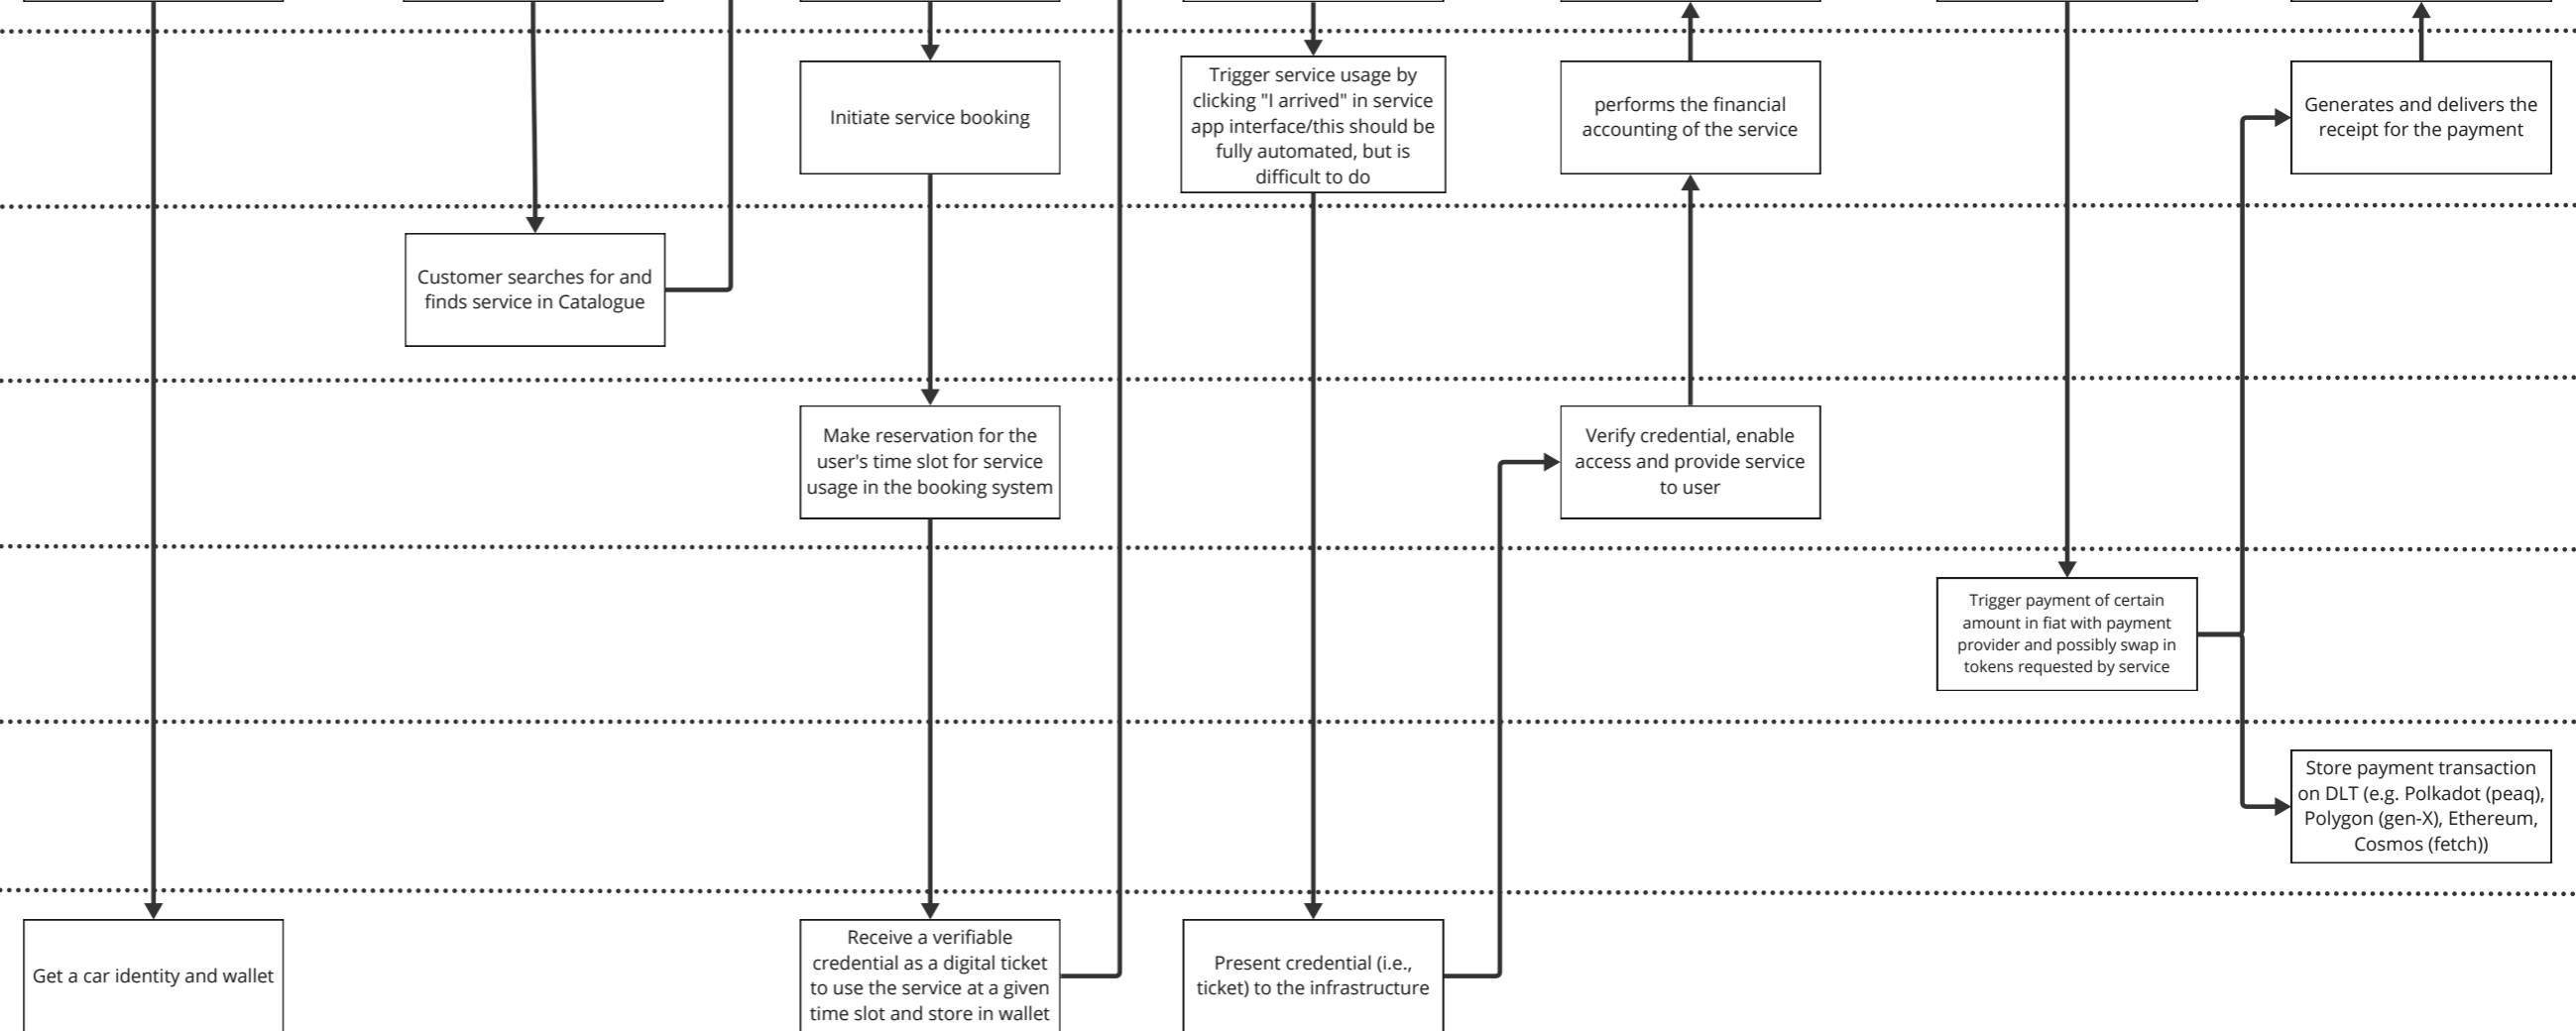 Initiate service booking
Trigger service usage by
clicking "I arrived" in service
app interface/this should be
fully automated, but is
difficult to do
performs the financial
accounting of the service
Generates and delivers the
receipt for the payment
Customer searches for and
finds service in Catalogue
Make reservation for the
user's time slot for service
usage in the booking system
Verify credential, enable
access and provide service
to user
Trigger payment of certain
amount in fiat with payment
provider and possibly swap in
tokens requested by service
Store payment transaction
on DLT (e.g. Polkadot (peaq),
Polygon (gen-X), Ethereum,
Cosmos (fetch))
Get a car identity and wallet
Receive a verifiable
credential as a digital ticket
to use the service at a given
time slot and store in wallet
Present credential (i.e.,
ticket) to the infrastructure